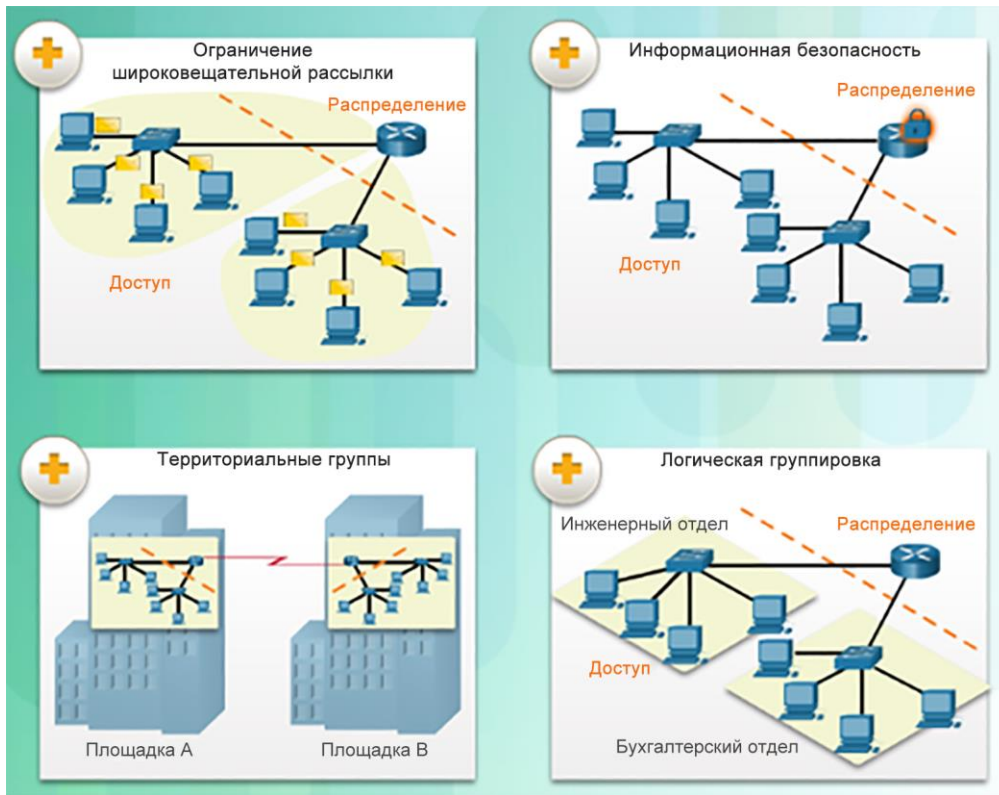 Ограничение
широковещательной рассылки
Распределение
Доступ
Информационная безопасность
Распределение
Доступ
Территориальные группы
Площадка А
Площадка В
Логическая группировка
Инженерный отдел
Распределение
Доступ
Бухгалтерский отдел